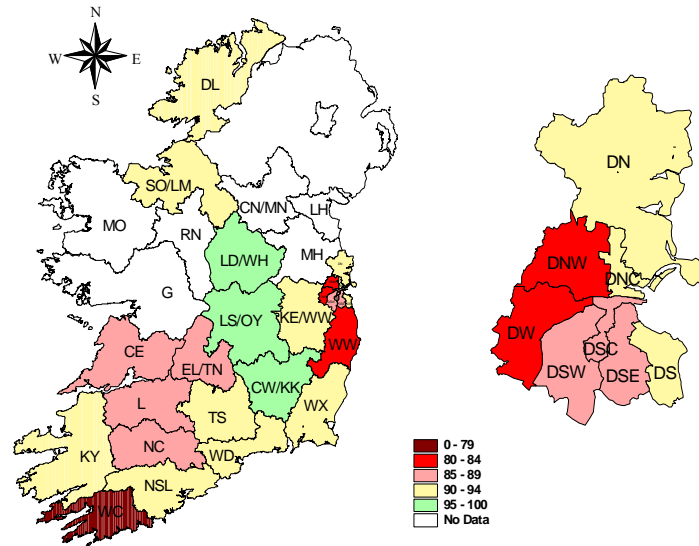 N
W E
S
DL
SO/LM
CN/MN
LH
MO
RN
MH
LD/WH
G
LS/OY
KE/WW
WW
CE
EL/TN
CW/KK
L
TS
WX
NC
WD
KY
NSL
WC
DN
DNW
DNC
DW
DSC
DSW
DSE
DS
0 - 79
80 - 84
85 - 89
90 - 94
95 - 100
No Data